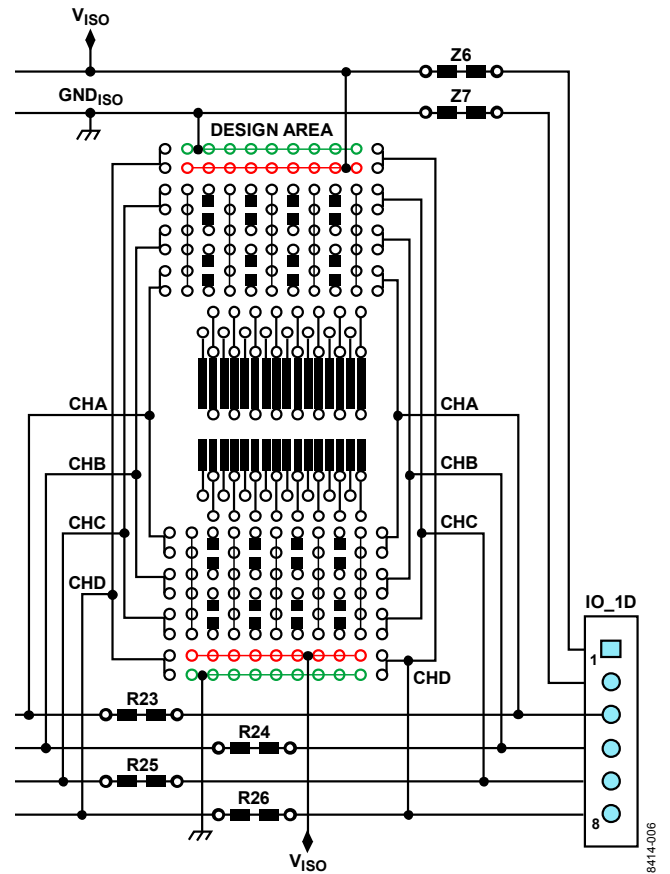 VISO
Z6
GNDISO
Z7
DESIGN AREA
CHA
CHA
CHB
CHB
CHC
CHC
CHD
IO_1D
1
CHD
R23
R24
R25
R26
8
VISO
8414-006